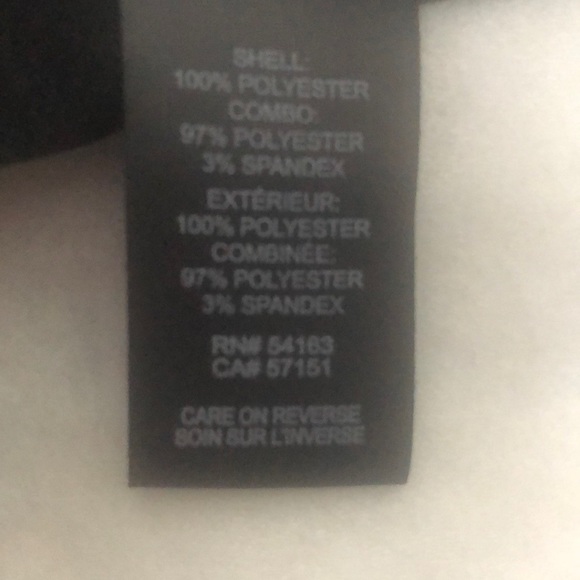 SHELL:
100% POLYESTER
COMBO:
97% POLYESTER
3% SPANDEX
EXTÉRIEUR:
100% POLYESTER
COMBINÉE:
97% POLYESTER
3% SPANDEX
RN# 54163
CA# 57151
CARE ON REVERSE
SOIN SUR L'INVERSE